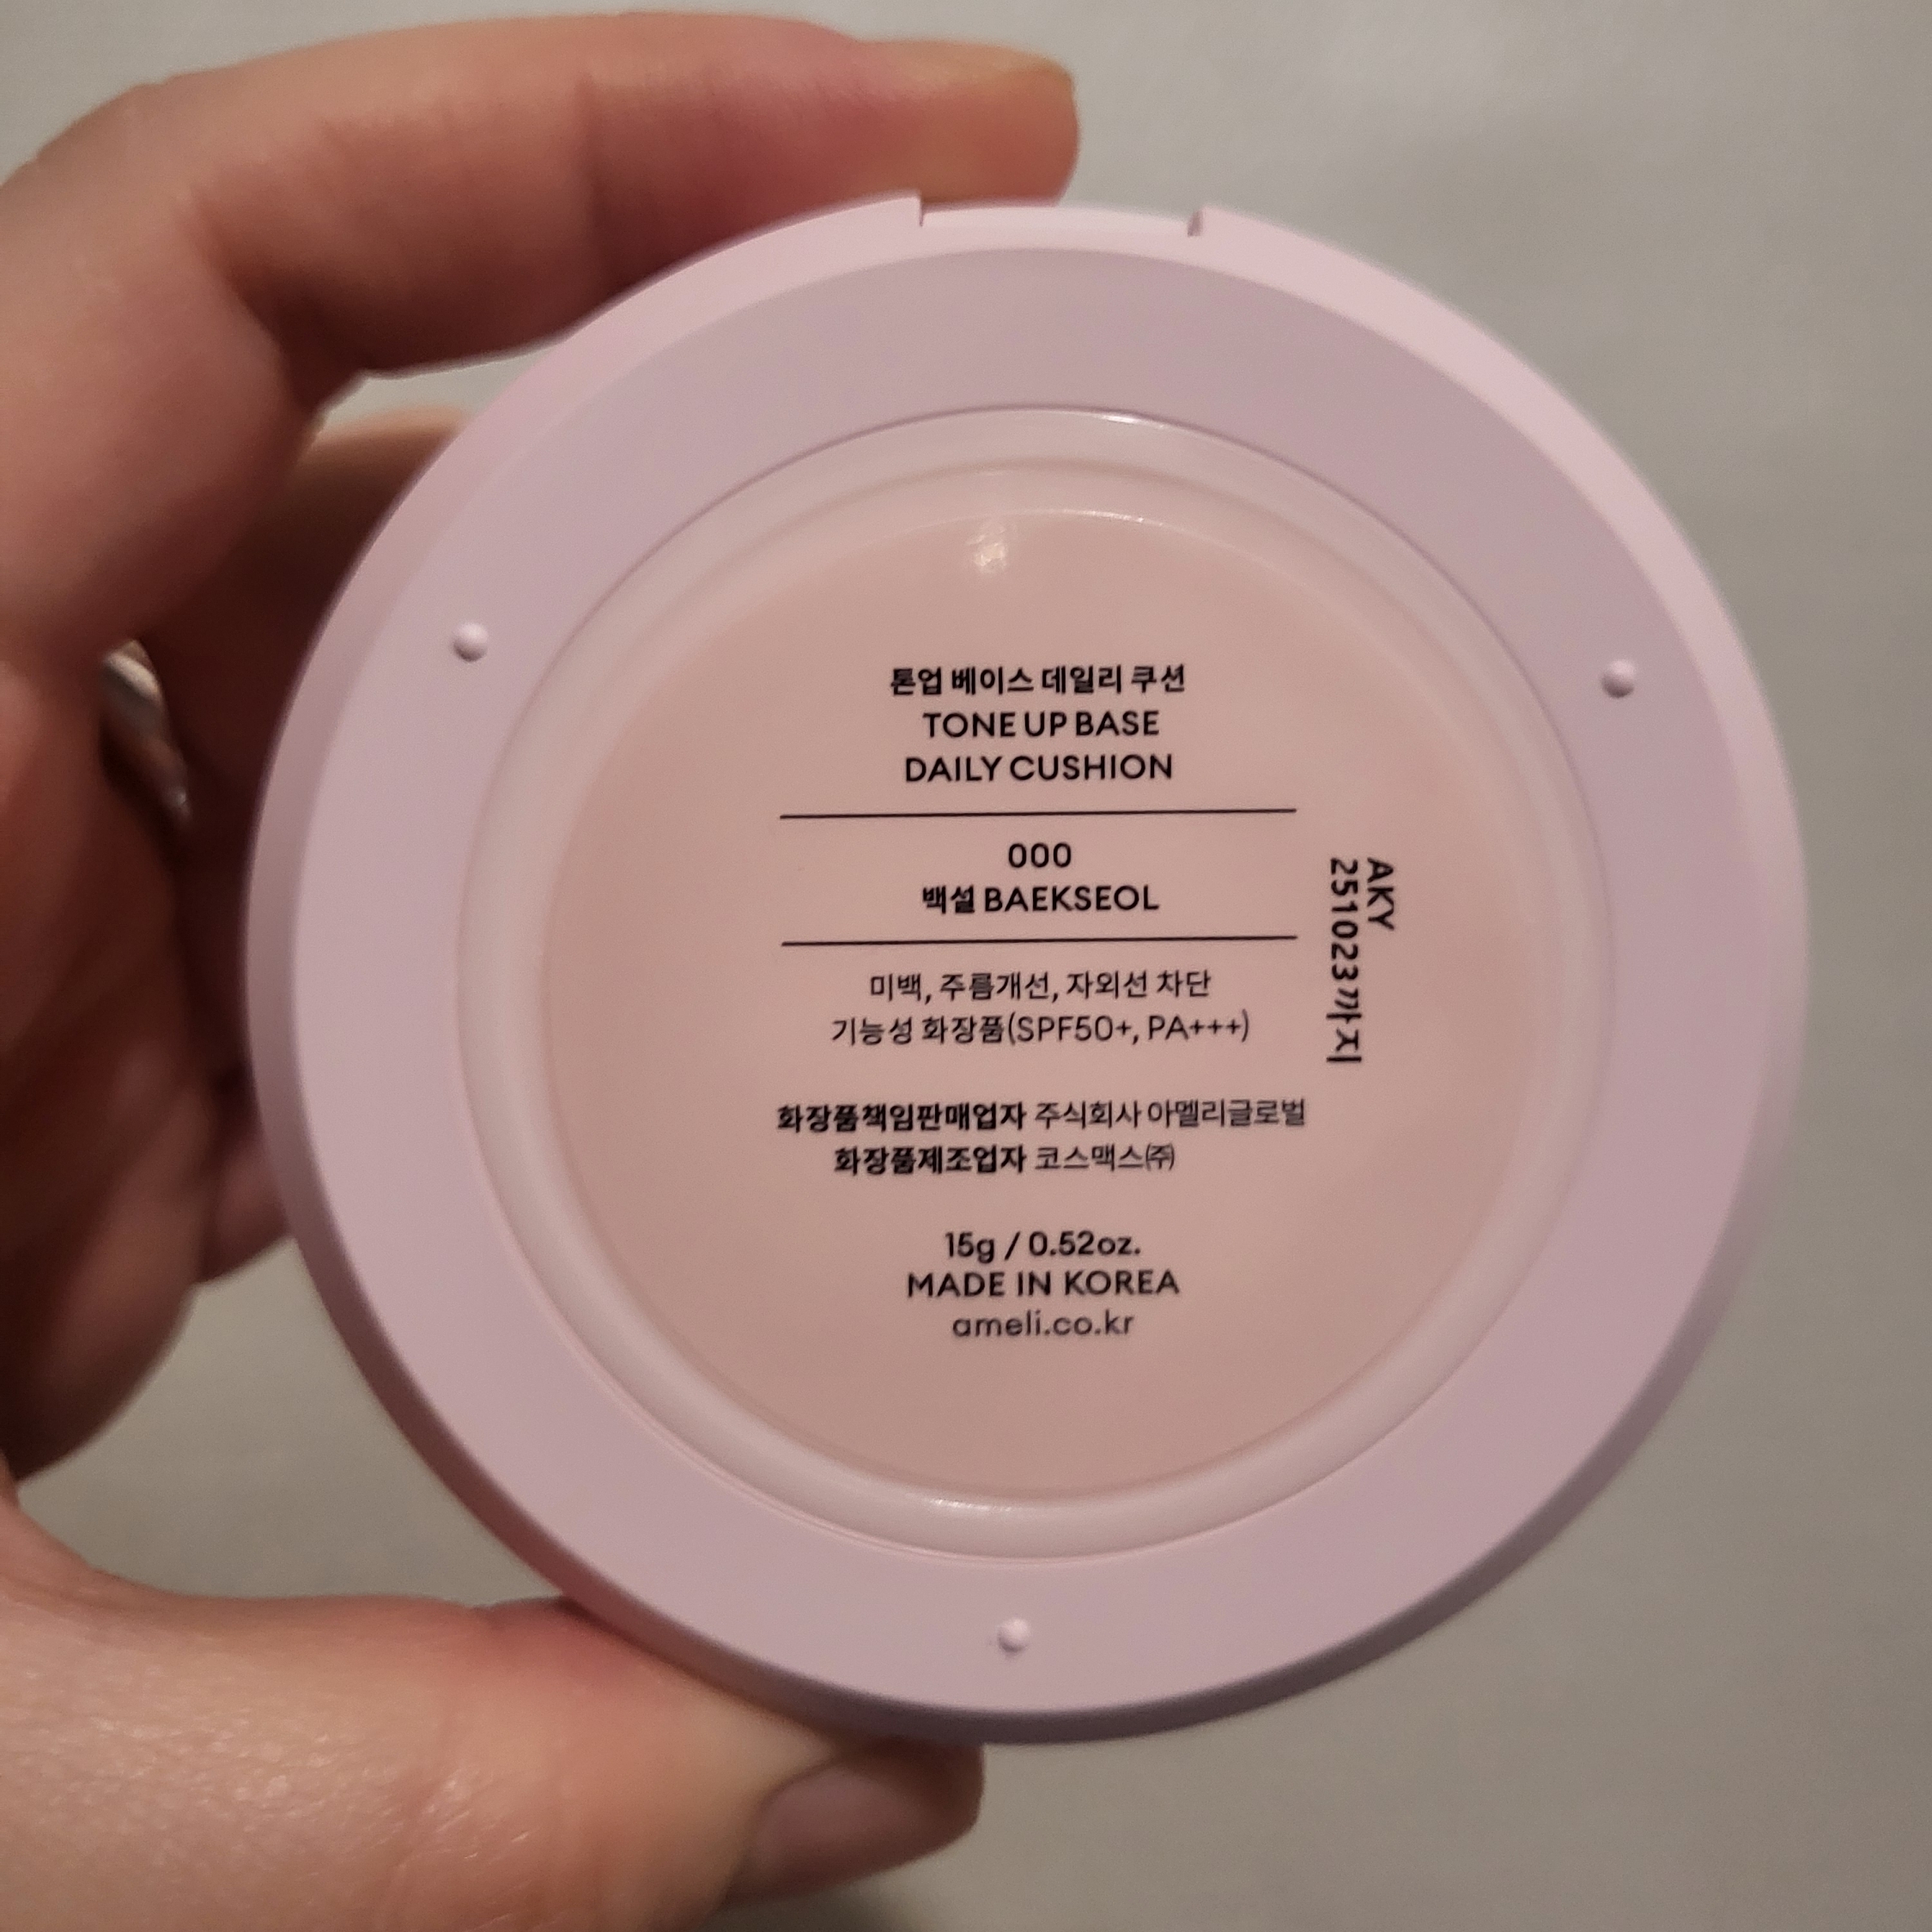 톤업 베이스 데일리 쿠션
TONE UP BASE
DAILY CUSHION
000
백설 BAEKSEOL
미백, 주름개선, 자외선 차단
기능성 화장품(SPF50+, PA+++)
화장품책임판매업자 주식회사 아멜리글로벌
화장품제조업자 코스맥스㈜
15g / 0.52oz.
MADE IN KOREA
ameli.co.kr
AKY
251023까지